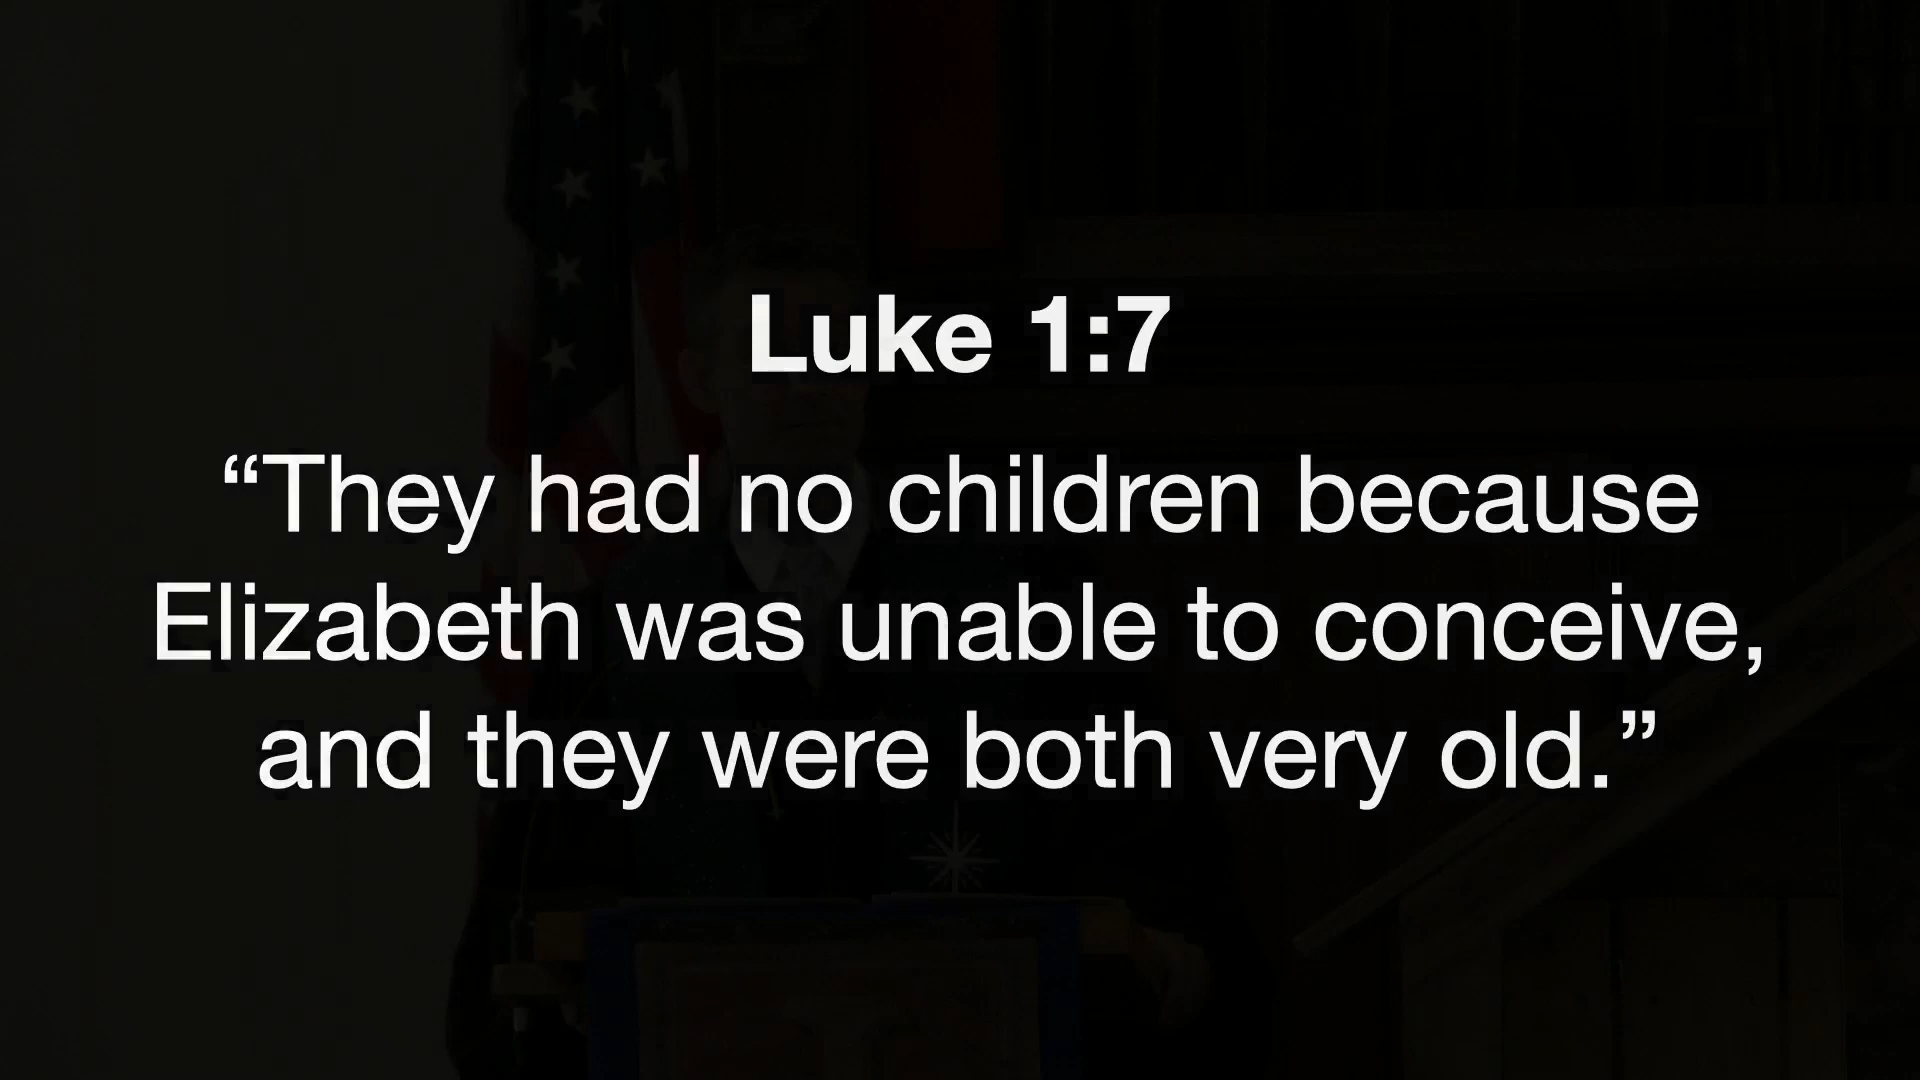 Luke 1:7
“They had no children because
Elizabeth was unable to conceive,
and they were both very old.”